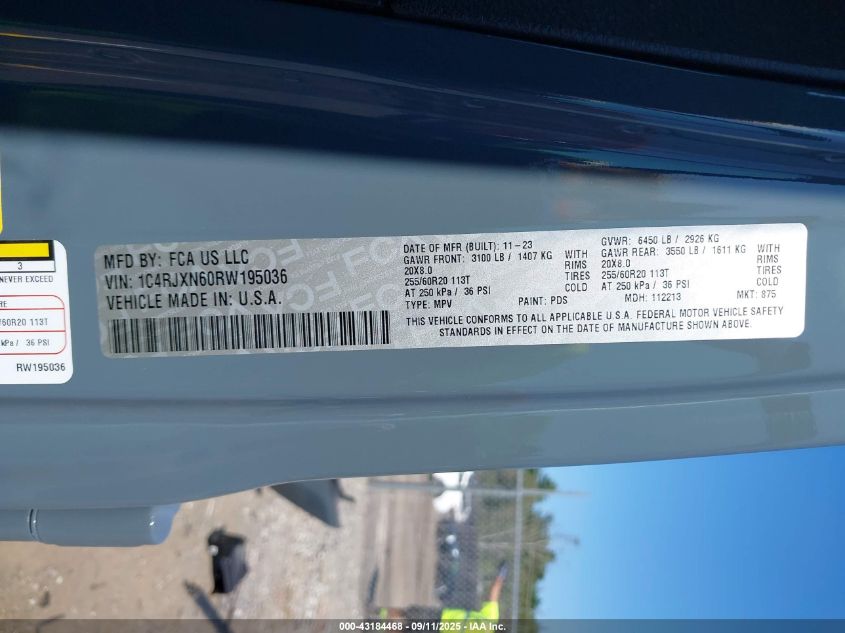 MFD BY: FCA US LLC
VIN: 1C4RJXN60RW195036
VEHICLE MADE IN: U.S.A.
DATE OF MFR (BUILT): 11-23
GAWR FRONT: 3100 LB / 1407 KG WITH
20X8.0 RIMS
255/60R20 113T TIRES
AT 250 kPa / 36 PSI COLD
TYPE: MPV PAINT: PDS
GVWR: 6450 LB / 2926 KG
GAWR REAR: 3550 LB / 1611 KG WITH
20X8.0 RIMS
255/60R20 113T TIRES
AT 250 kPa / 36 PSI COLD
MDH: 112213 MKT: 875
THIS VEHICLE CONFORMS TO ALL APPLICABLE U.S.A. FEDERAL MOTOR VEHICLE SAFETY
STANDARDS IN EFFECT ON THE DATE OF MANUFACTURE SHOWN ABOVE.
3
60R20 113T
kPa / 36 PSI
RW195036
000-43184468 - 09/11/2025 - IAA Inc.